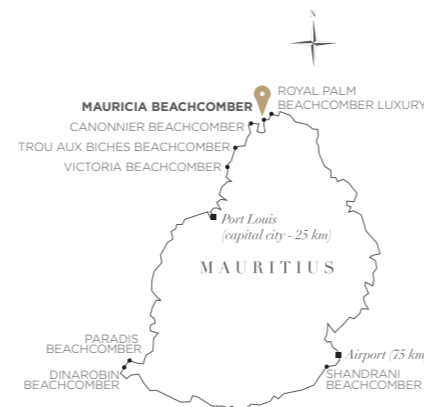 N
ROYAL PALM
BEACHCOMBER LUXURY
MAURICIA BEACHCOMBER
CANONNIER BEACHCOMBER
TROU AUX BICHES BEACHCOMBER
VICTORIA BEACHCOMBER
Port Louis
(capital city - 25 km)
MAURITIUS
PARADIS
BEACHCOMBER
Airport (75 km
DINAROBIN
BEACHCOMBER
SHANDRANI
BEACHCOMBER